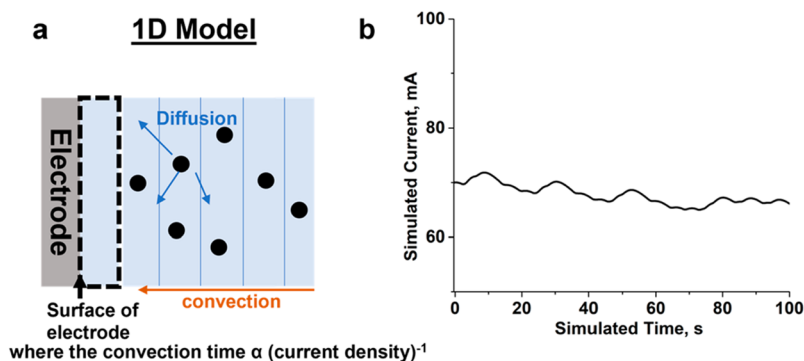 a
1D Model
Electrode
Diffusion
convection
Surface of
electrode
where the convection time α (current density)-1
b
Simulated Current, mA
100
80
60
0
20
40
60
80
100
Simulated Time, s